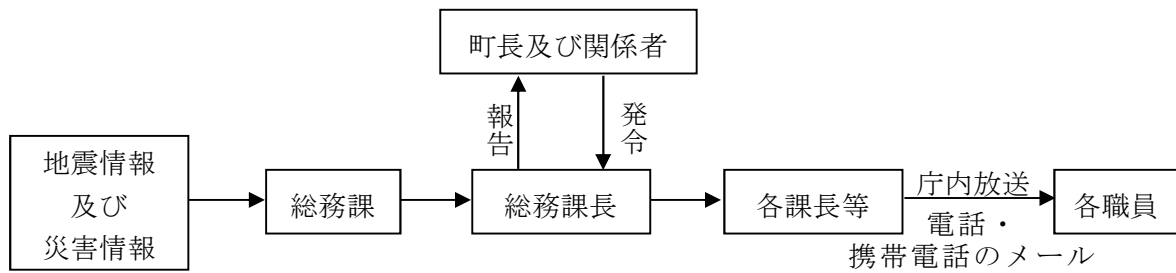 町長及び関係者
報告
発令
地震情報
及び
災害情報
総務課
総務課長
各課長等
庁内放送
電話・
携帯電話のメール
各職員